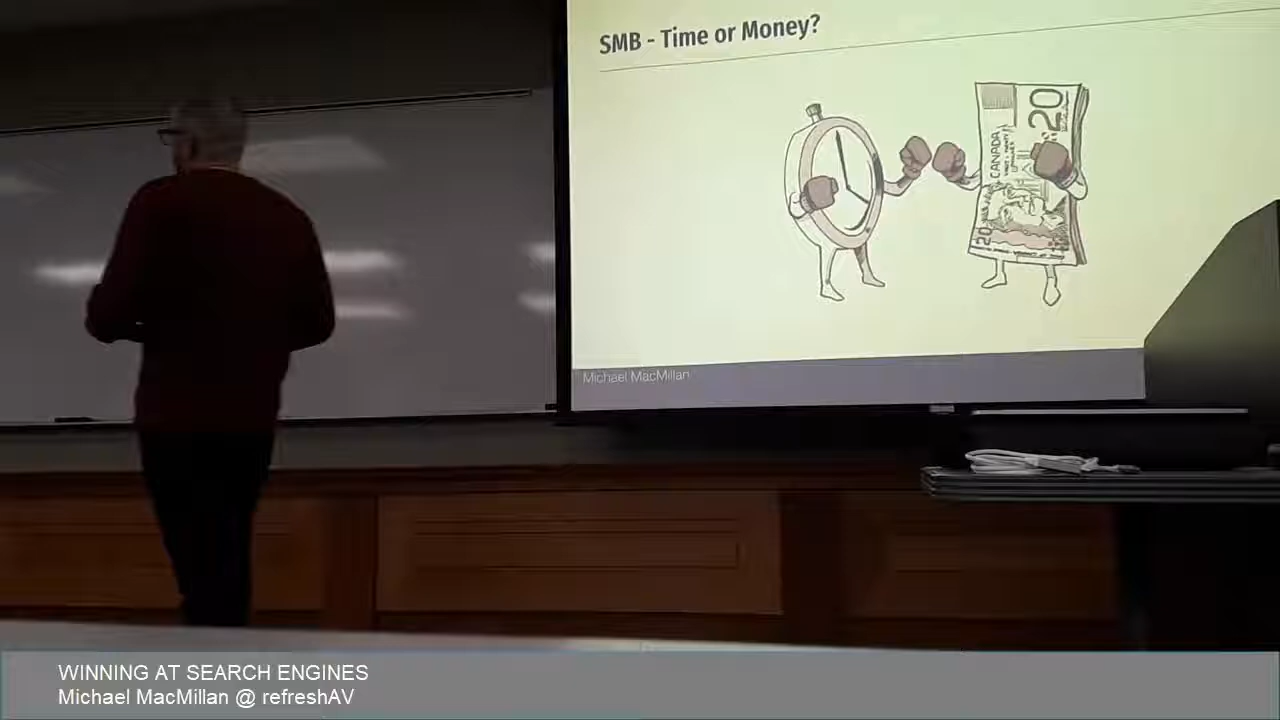 SMB - Time or Money?
20
CANADA
20
Michael MacMillan
WINNING AT SEARCH ENGINES
Michael MacMillan @ refreshAV